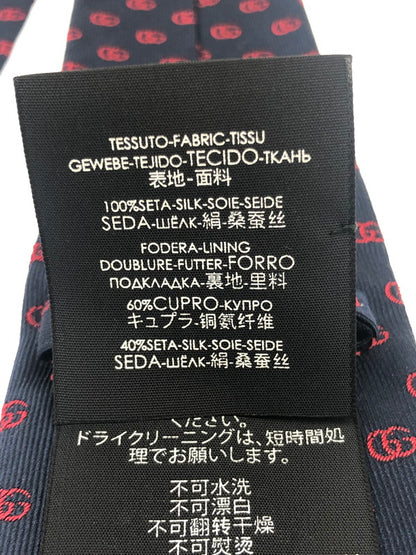 TESSUTO-FABRIC-TISSU
GEWEBE-TEJIDO-TECIDO-ТКАНЬ
表地-面料
100%SETA-SILK-SOIE-SEIDE
SEDA-ШЁЛК-絹-桑蚕丝
FODERA-LINING
DOUBLURE-FUTTER-FORRO
ПОДКЛАДКА-裏地-里料
60%CUPRO-КУПРО
キュプラ-铜氨纤维
40%SETA-SILK-SOIE-SEIDE
SEDA-ШЁЛК-絹-桑蚕丝
ください。
ドライクリーニングは、短時間処
理でお願いします。
不可水洗
不可漂白
不可翻转干燥
不可熨烫